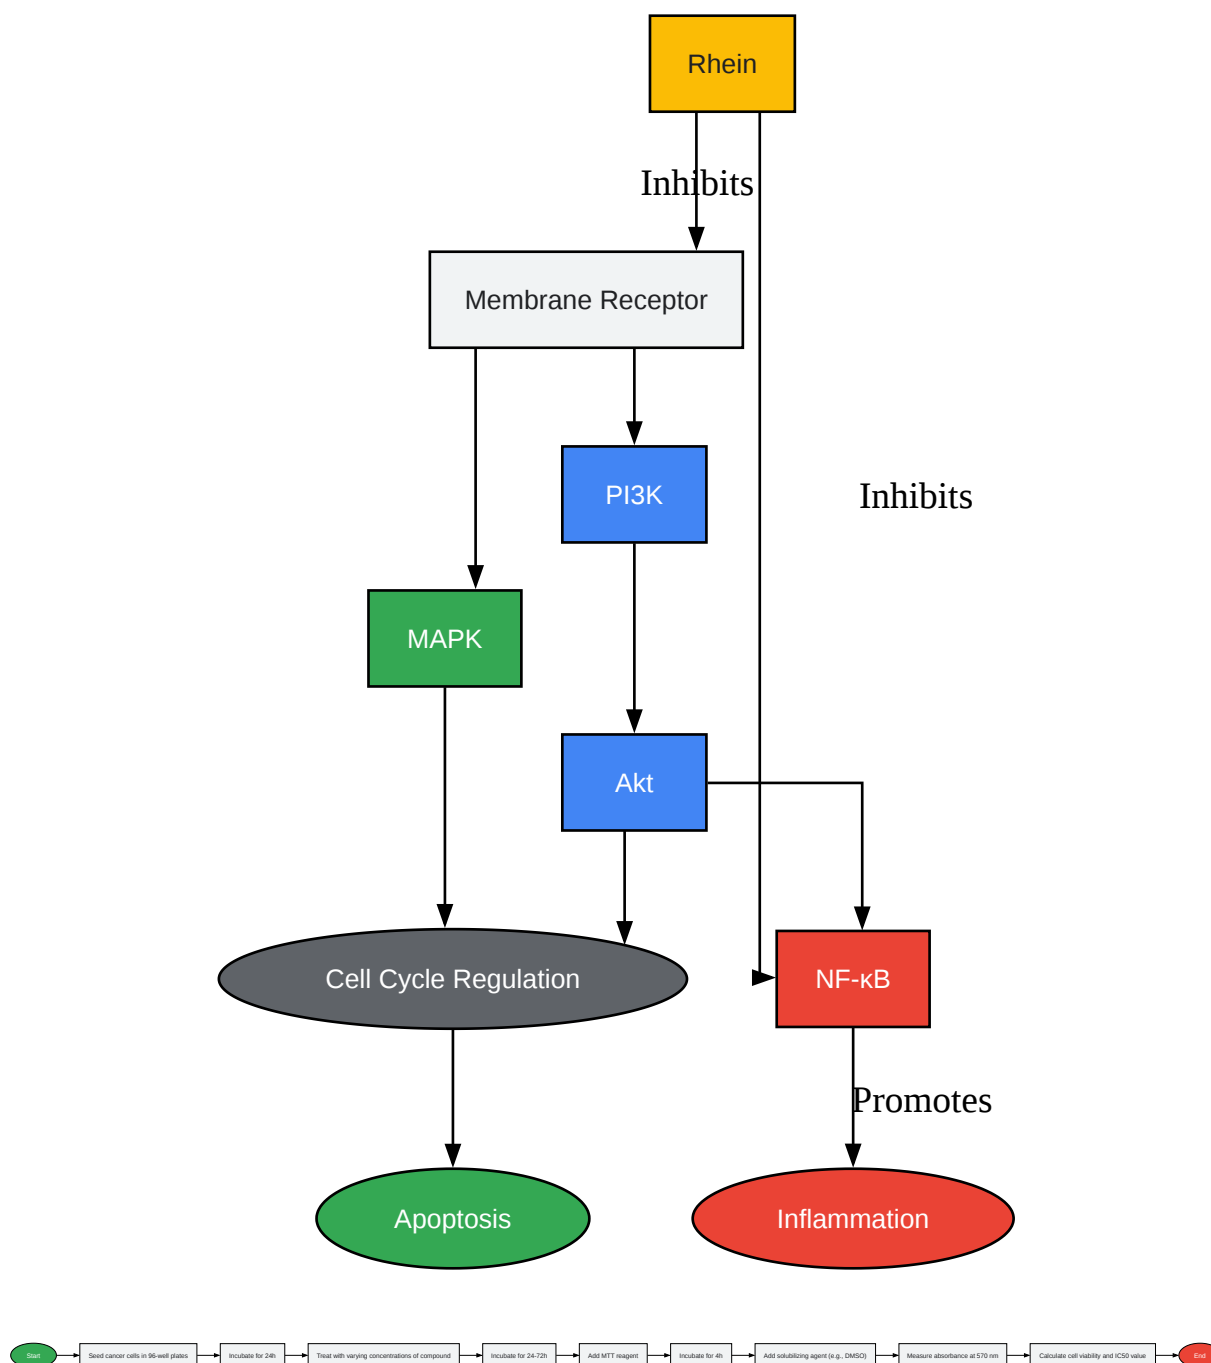 Rhein
Inhibits
Membrane Receptor
PI3K
Inhibits
MAPK
Akt
Cell Cycle Regulation
NF-κB
Promotes
Apoptosis
Inflammation
Start
Seed cancer cells in 96-well plates
Incubate for 24h
Treat with varying concentrations of compound
Incubate for 24-72h
Add MTT reagent
Incubate for 4h
Add solubilizing agent (e.g., DMSO)
Measure absorbance at 570 nm
Calculate cell viability and IC50 value
End